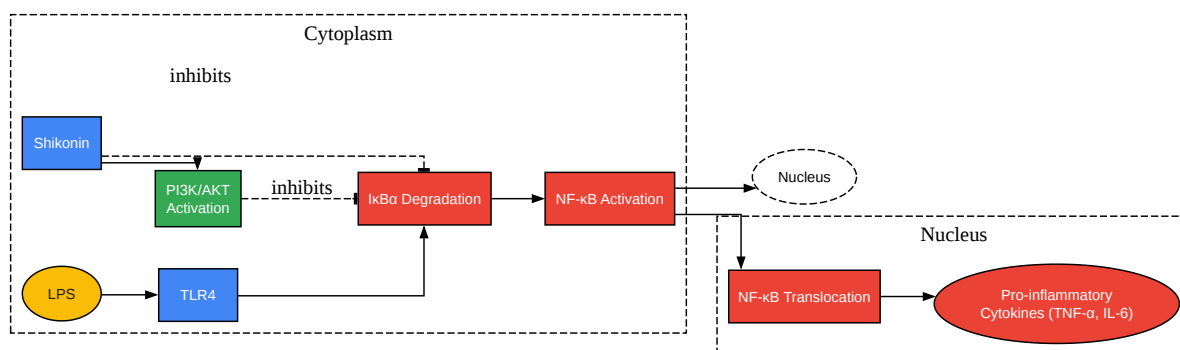 Cytoplasm
inhibits
Shikonin
PI3K/AKT
Activation
inhibits
IκBα Degradation
NF-κB Activation
Nucleus
Nucleus
LPS
TLR4
NF-κB Translocation
Pro-inflammatory
Cytokines (TNF-α, IL-6)